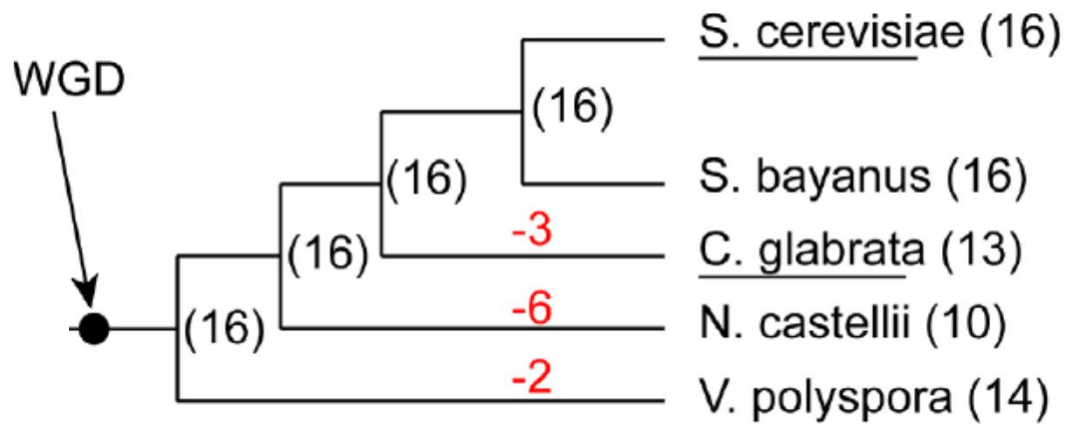 S. cerevisiae (16)
WGD
(16)
(16)
S. bayanus (16)
-3
(16)
C. glabrata (13)
-6
(16)
N. castellii (10)
-2
V. polyspora (14)